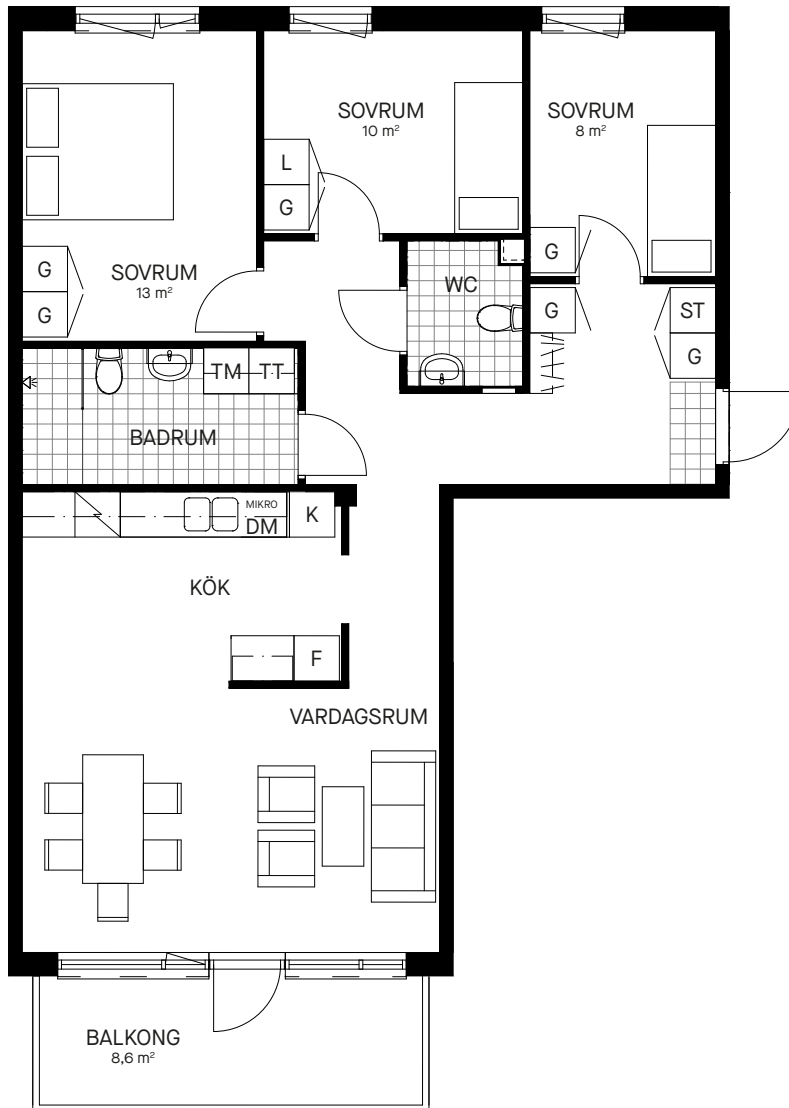 SOVRUM
10 m²
SOVRUM
8 m²
L
G
G
SOVRUM
13 m²
G
G
WC
G
ST
G
TM
TT
BADRUM
MIKRO
DM
K
KÖK
F
VARDAGSRUM
BALKONG
8,6 m²